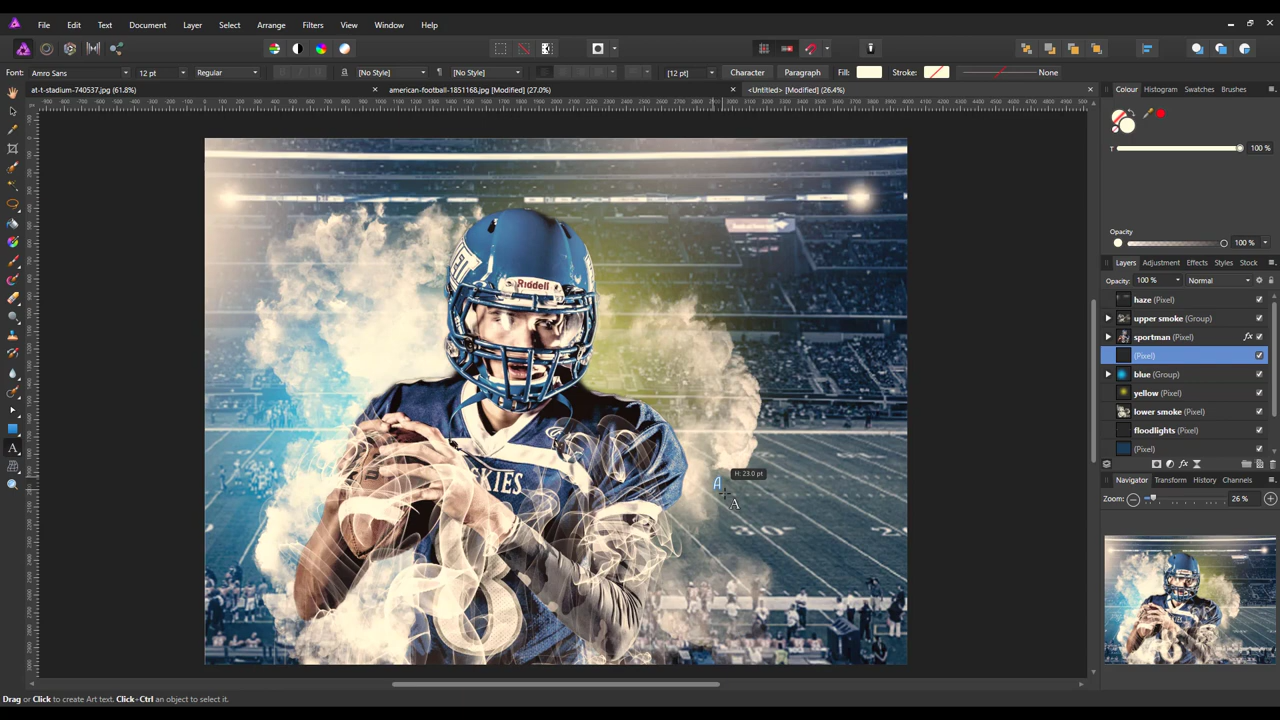 File Edit Text Document Layer Select Arrange Filters View Window Help
Font: Amro Sans 12 pt Regular [No Style] [No Style] [12 pt] Character Paragraph Fill: Stroke: None
at-t-stadium-740537.jpg (61.8%) american-football-1851168.jpg [Modified] (27.0%) <Untitled> [Modified] (26.4%)
Colour Histogram Swatches Brushes
T 100 %
Opacity
100 %
Layers Adjustment Effects Styles Stock
Opacity: 100 % Normal
haze (Pixel)
upper smoke (Group)
sportman (Pixel)
(Pixel)
blue (Group)
yellow (Pixel)
lower smoke (Pixel)
floodlights (Pixel)
(Pixel)
Navigator Transform History Channels
Zoom: 26 %
Riddell
KIES
H: 23.0 pt
A
Drag or Click to create Art text. Click+Ctrl an object to select it.